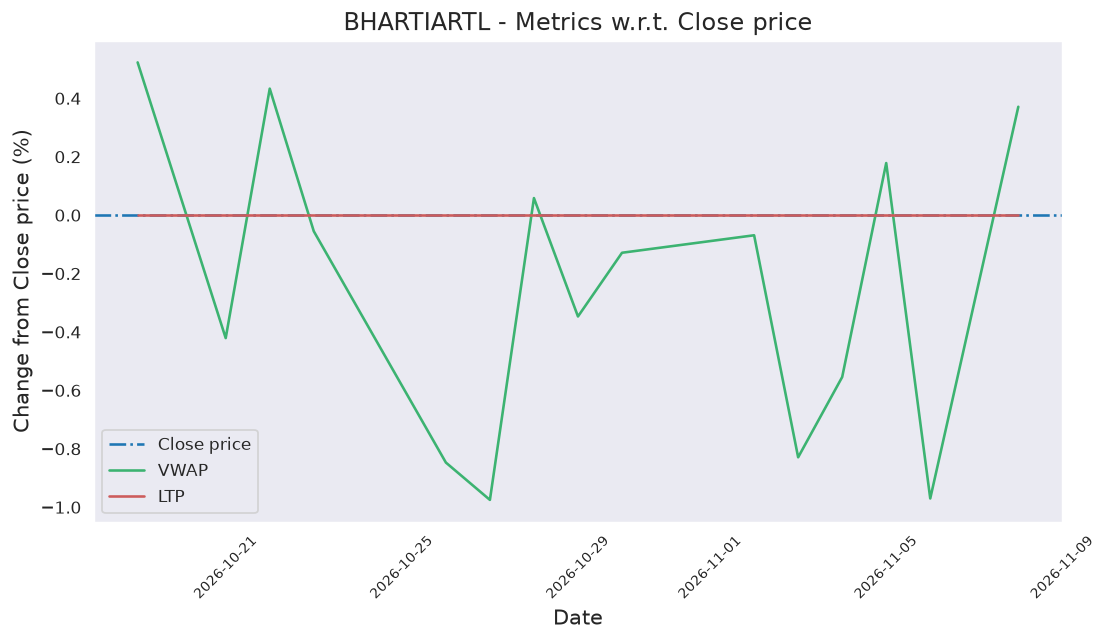 BHARTIARTL - Metrics w.r.t. Close price
Change from Close price (%)
0.4
0.2
0.0
−0.2
−0.4
−0.6
−0.8
−1.0
Close price
VWAP
LTP
2026-10-21
2026-10-25
2026-10-29
2026-11-01
2026-11-05
2026-11-09
Date